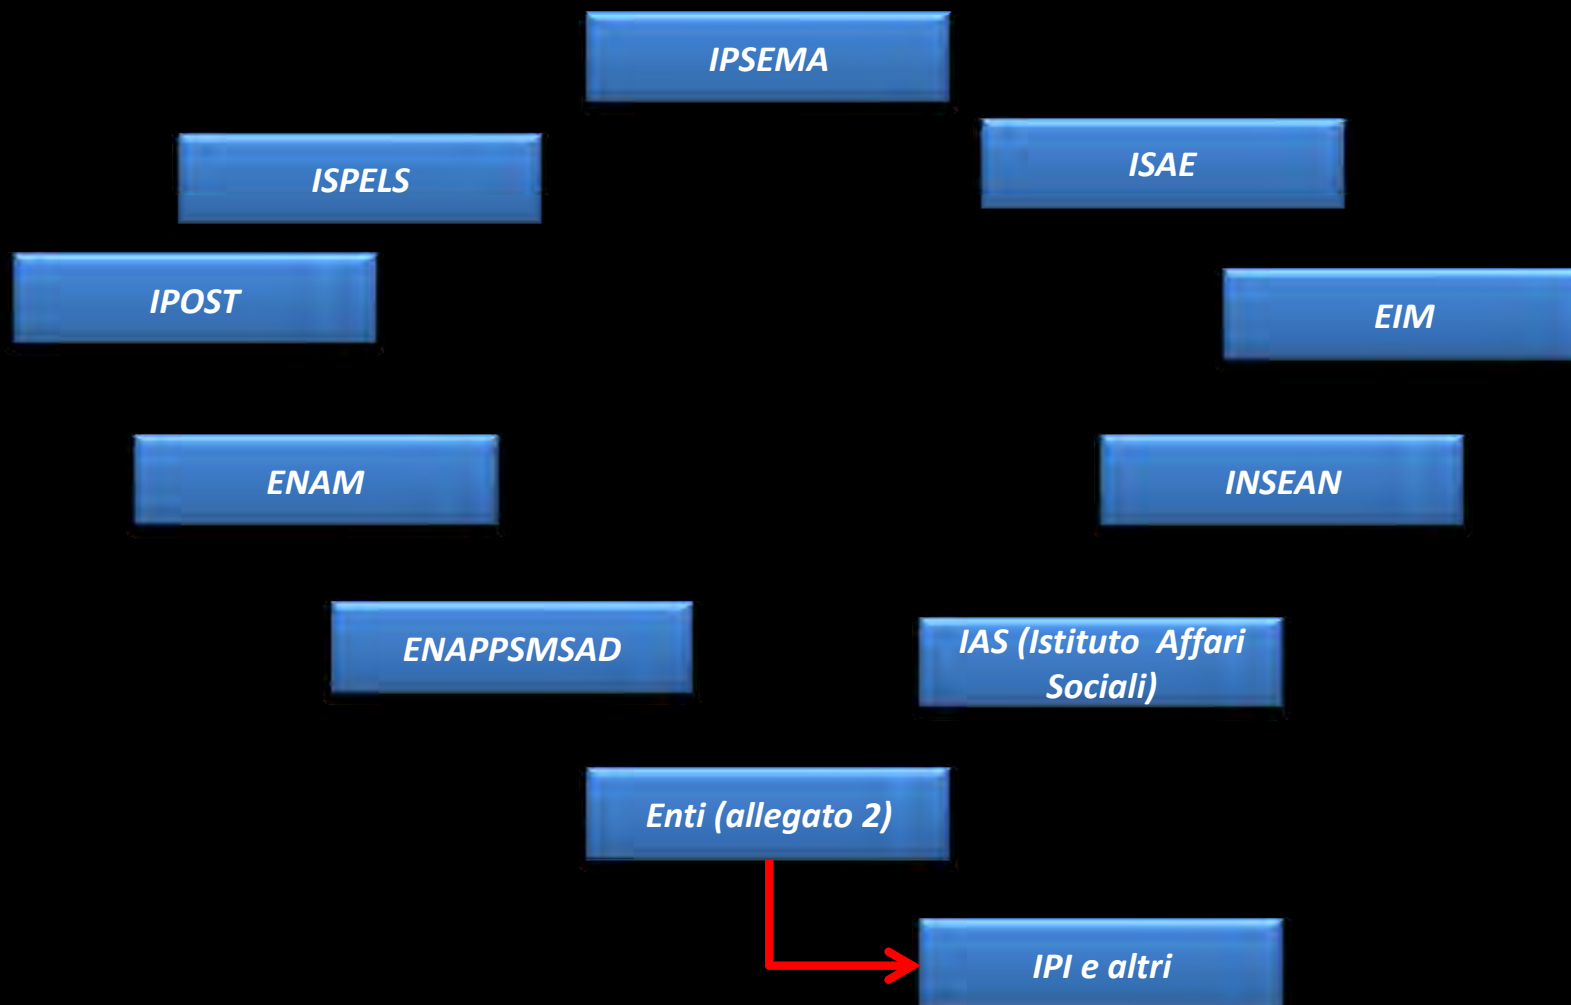 IPSEMA
ISAE
ISPELS
IPOST
EIM
ENAM
INSEAN
ENAPPSMSAD
IAS (Istituto Affari
Sociali)
Enti (allegato 2)
IPI e altri